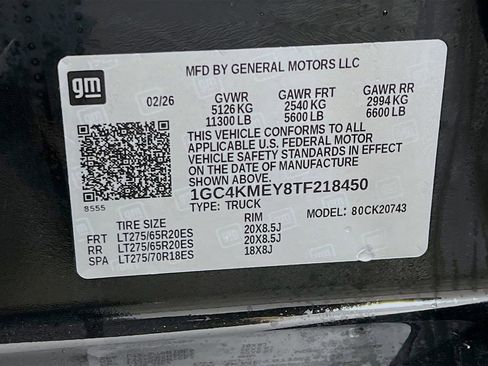 gm
MFD BY GENERAL MOTORS LLC
02/26 GVWR GAWR FRT GAWR RR
5126 KG 2540 KG 2994 KG
11300 LB 5600 LB 6600 LB
THIS VEHICLE CONFORMS TO ALL
APPLICABLE U.S. FEDERAL MOTOR
VEHICLE SAFETY STANDARDS IN EFFECT
ON THE DATE OF MANUFACTURE
SHOWN ABOVE.
1GC4KMEY8TF218450
8555 TYPE: TRUCK MODEL: 80CK20743
TIRE SIZE RIM
FRT LT275/65R20ES 20X8.5J
RR LT275/65R20ES 20X8.5J
SPA LT275/70R18ES 18X8J